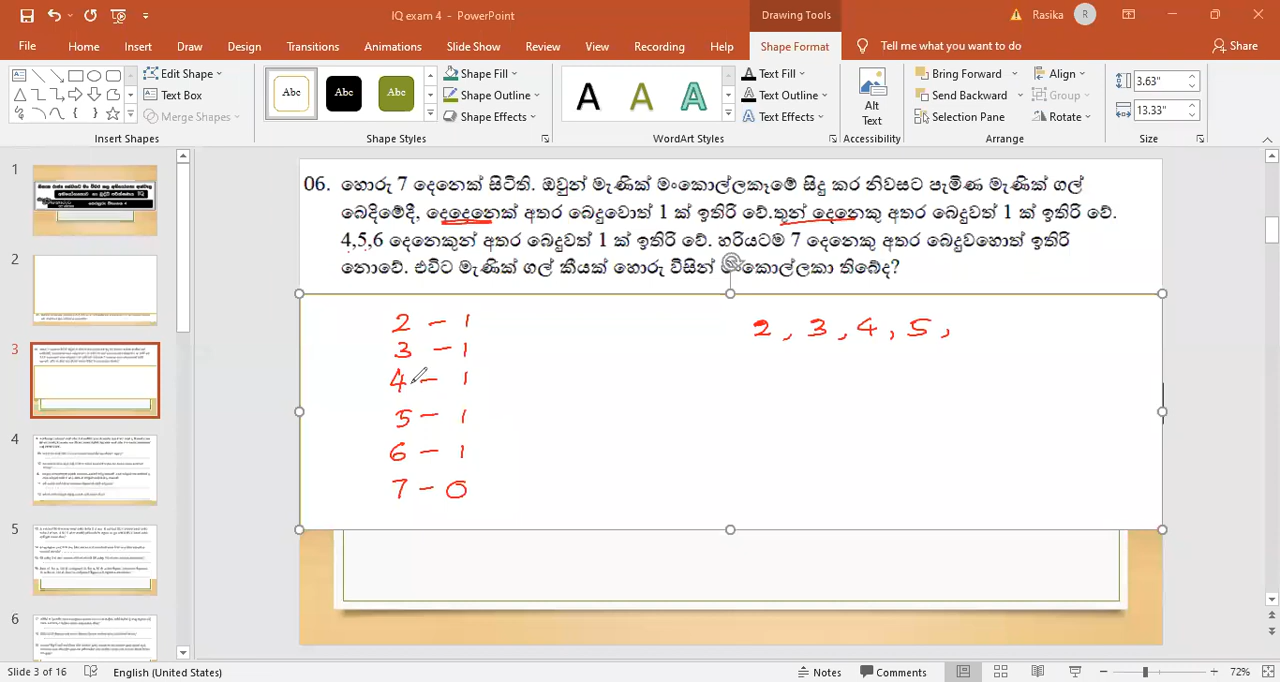 IQ exam 4 - PowerPoint
Drawing Tools
Rasika
R
File
Home
Insert
Draw
Design
Transitions
Animations
Slide Show
Review
View
Recording
Help
Shape Format
Tell me what you want to do
Share
Edit Shape
Text Box
Merge Shapes
Insert Shapes
Abc
Abc
Abc
Shape Fill
Shape Outline
Shape Effects
Shape Styles
A
A
A
Text Fill
Text Outline
Text Effects
WordArt Styles
Alt
Text
Accessibility
Bring Forward
Send Backward
Selection Pane
Align
Group
Rotate
Arrange
3.63"
13.33"
Size
1
2
3
4
5
6
06. හොරු 7 දෙනෙක් සිටිති. ඔවුන් මැණික් මංකොල්ලකෑමේ සිදු කර නිවසට පැමිණ මැණික් ගල්
බෙදිමේදී, දෙදෙනෙක් අතර බෙදුවොත් 1 ක් ඉතිරි වේ.තුන් දෙනෙකු අතර බෙදුවත් 1 ක් ඉතිරි වේ.
4,5,6 දෙනෙකුන් අතර බෙදුවත් 1 ක් ඉතිරි වේ. හරියටම 7 දෙනෙකු අතර බෙදුවහොත් ඉතිරි
නොවේ. එවිට මැණික් ගල් කීයක් හොරු විසින් කොල්ලකා තිබේද?
2 - 1
3 - 1
4 - 1
5 - 1
6 - 1
7 - 0
2 , 3 , 4 , 5 ,
Slide 3 of 16
English (United States)
Notes
Comments
72%